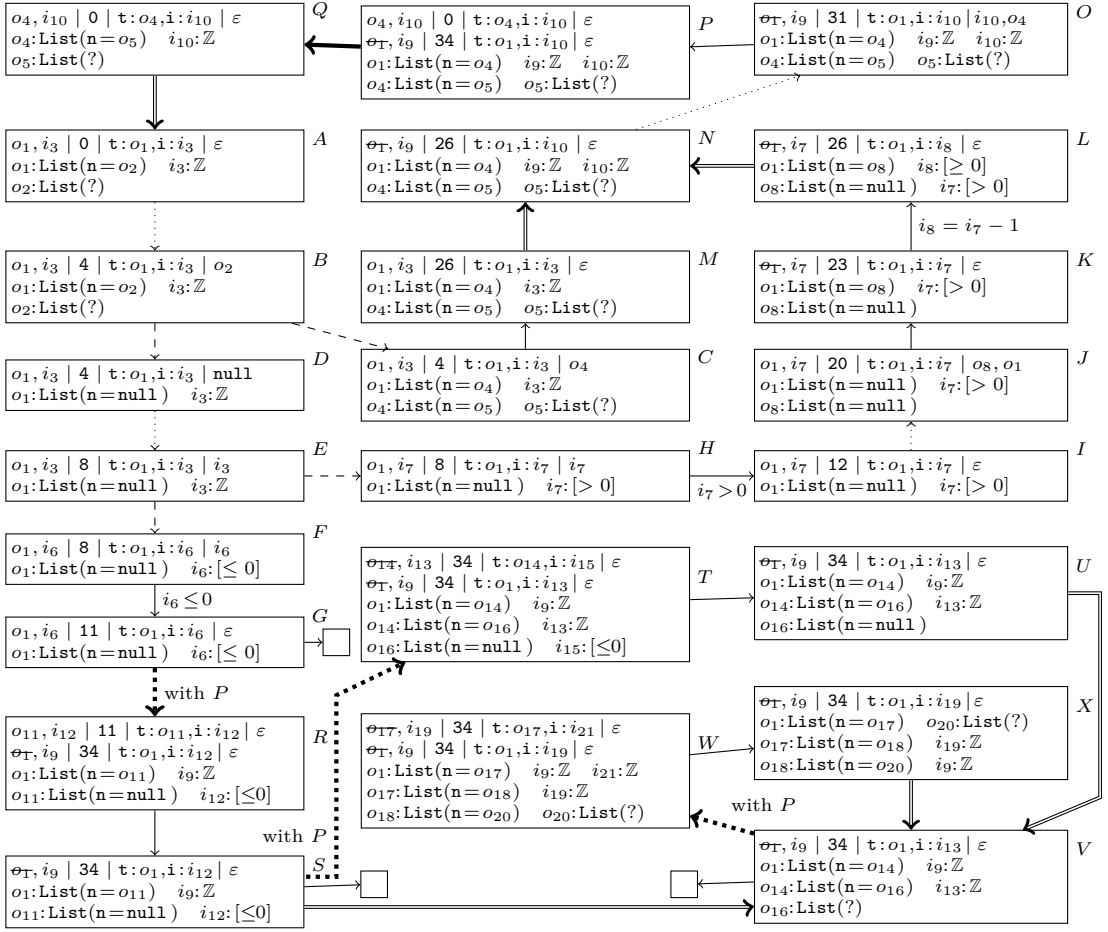 o4, i10 | 0 | t:o4,i:i10 | ε
o4:List(n=o5) i10:ℤ
o5:List(?)
Q
o4, i10 | 0 | t:o4,i:i10 | ε
o̶1̶, i9 | 34 | t:o1,i:i10 | ε
o1:List(n=o4) i9:ℤ i10:ℤ
o4:List(n=o5) o5:List(?)
P
o̶1̶, i9 | 31 | t:o1,i:i10 | i10, o4
o1:List(n=o4) i9:ℤ i10:ℤ
o4:List(n=o5) o5:List(?)
O
o1, i3 | 0 | t:o1,i:i3 | ε
o1:List(n=o2) i3:ℤ
o2:List(?)
A
o̶1̶, i9 | 26 | t:o1,i:i10 | ε
o1:List(n=o4) i9:ℤ i10:ℤ
o4:List(n=o5) o5:List(?)
N
o̶1̶, i7 | 26 | t:o1,i:i8 | ε
o1:List(n=o8) i8:[≥ 0]
o8:List(n=null) i7:[> 0]
L
i8 = i7 − 1
o1, i3 | 4 | t:o1,i:i3 | o2
o1:List(n=o2) i3:ℤ
o2:List(?)
B
o1, i3 | 26 | t:o1,i:i3 | ε
o1:List(n=o4) i3:ℤ
o4:List(n=o5) o5:List(?)
M
o̶1̶, i7 | 23 | t:o1,i:i7 | ε
o1:List(n=o8) i7:[> 0]
o8:List(n=null)
K
o1, i3 | 4 | t:o1,i:i3 | null
o1:List(n=null) i3:ℤ
D
o1, i3 | 4 | t:o1,i:i3 | o4
o1:List(n=o4) i3:ℤ
o4:List(n=o5) o5:List(?)
C
o1, i7 | 20 | t:o1,i:i7 | o8, o1
o1:List(n=null) i7:[> 0]
o8:List(n=null)
J
o1, i3 | 8 | t:o1,i:i3 | i3
o1:List(n=null) i3:ℤ
E
o1, i7 | 8 | t:o1,i:i7 | i7
o1:List(n=null) i7:[> 0]
H
i7 > 0
o1, i7 | 12 | t:o1,i:i7 | ε
o1:List(n=null) i7:[> 0]
I
o1, i6 | 8 | t:o1,i:i6 | i6
o1:List(n=null) i6:[≤ 0]
F
i6 ≤ 0
o1, i6 | 11 | t:o1,i:i6 | ε
o1:List(n=null) i6:[≤ 0]
G
with P
o̶1̶4̶, i13 | 34 | t:o14,i:i15 | ε
o̶1̶, i9 | 34 | t:o1,i:i13 | ε
o1:List(n=o14) i9:ℤ
o14:List(n=o16) i13:ℤ
o16:List(n=null) i15:[≤0]
T
o̶1̶, i9 | 34 | t:o1,i:i13 | ε
o1:List(n=o14) i9:ℤ
o14:List(n=o16) i13:ℤ
o16:List(n=null)
U
o11, i12 | 11 | t:o11,i:i12 | ε
o̶1̶, i9 | 34 | t:o1,i:i12 | ε
o1:List(n=o11) i9:ℤ
o11:List(n=null) i12:[≤0]
R
o̶1̶7̶, i19 | 34 | t:o17,i:i21 | ε
o̶1̶, i9 | 34 | t:o1,i:i19 | ε
o1:List(n=o17) i9:ℤ i21:ℤ
o17:List(n=o18) i19:ℤ
o18:List(n=o20) o20:List(?)
W
o̶1̶, i9 | 34 | t:o1,i:i19 | ε
o1:List(n=o17) o20:List(?)
o17:List(n=o18) i19:ℤ
o18:List(n=o20) i9:ℤ
X
with P
with P
o̶1̶, i9 | 34 | t:o1,i:i12 | ε
o1:List(n=o11) i9:ℤ
o11:List(n=null) i12:[≤0]
S
o̶1̶, i9 | 34 | t:o1,i:i13 | ε
o1:List(n=o14) i9:ℤ
o14:List(n=o16) i13:ℤ
o16:List(?)
V